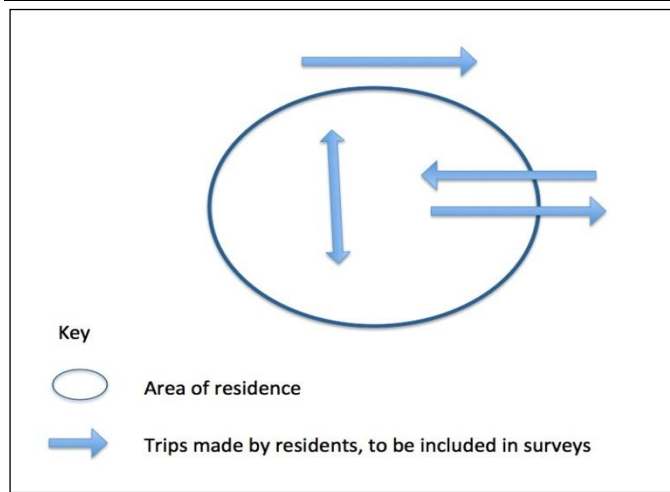 Key
Area of residence
Trips made by residents, to be included in surveys